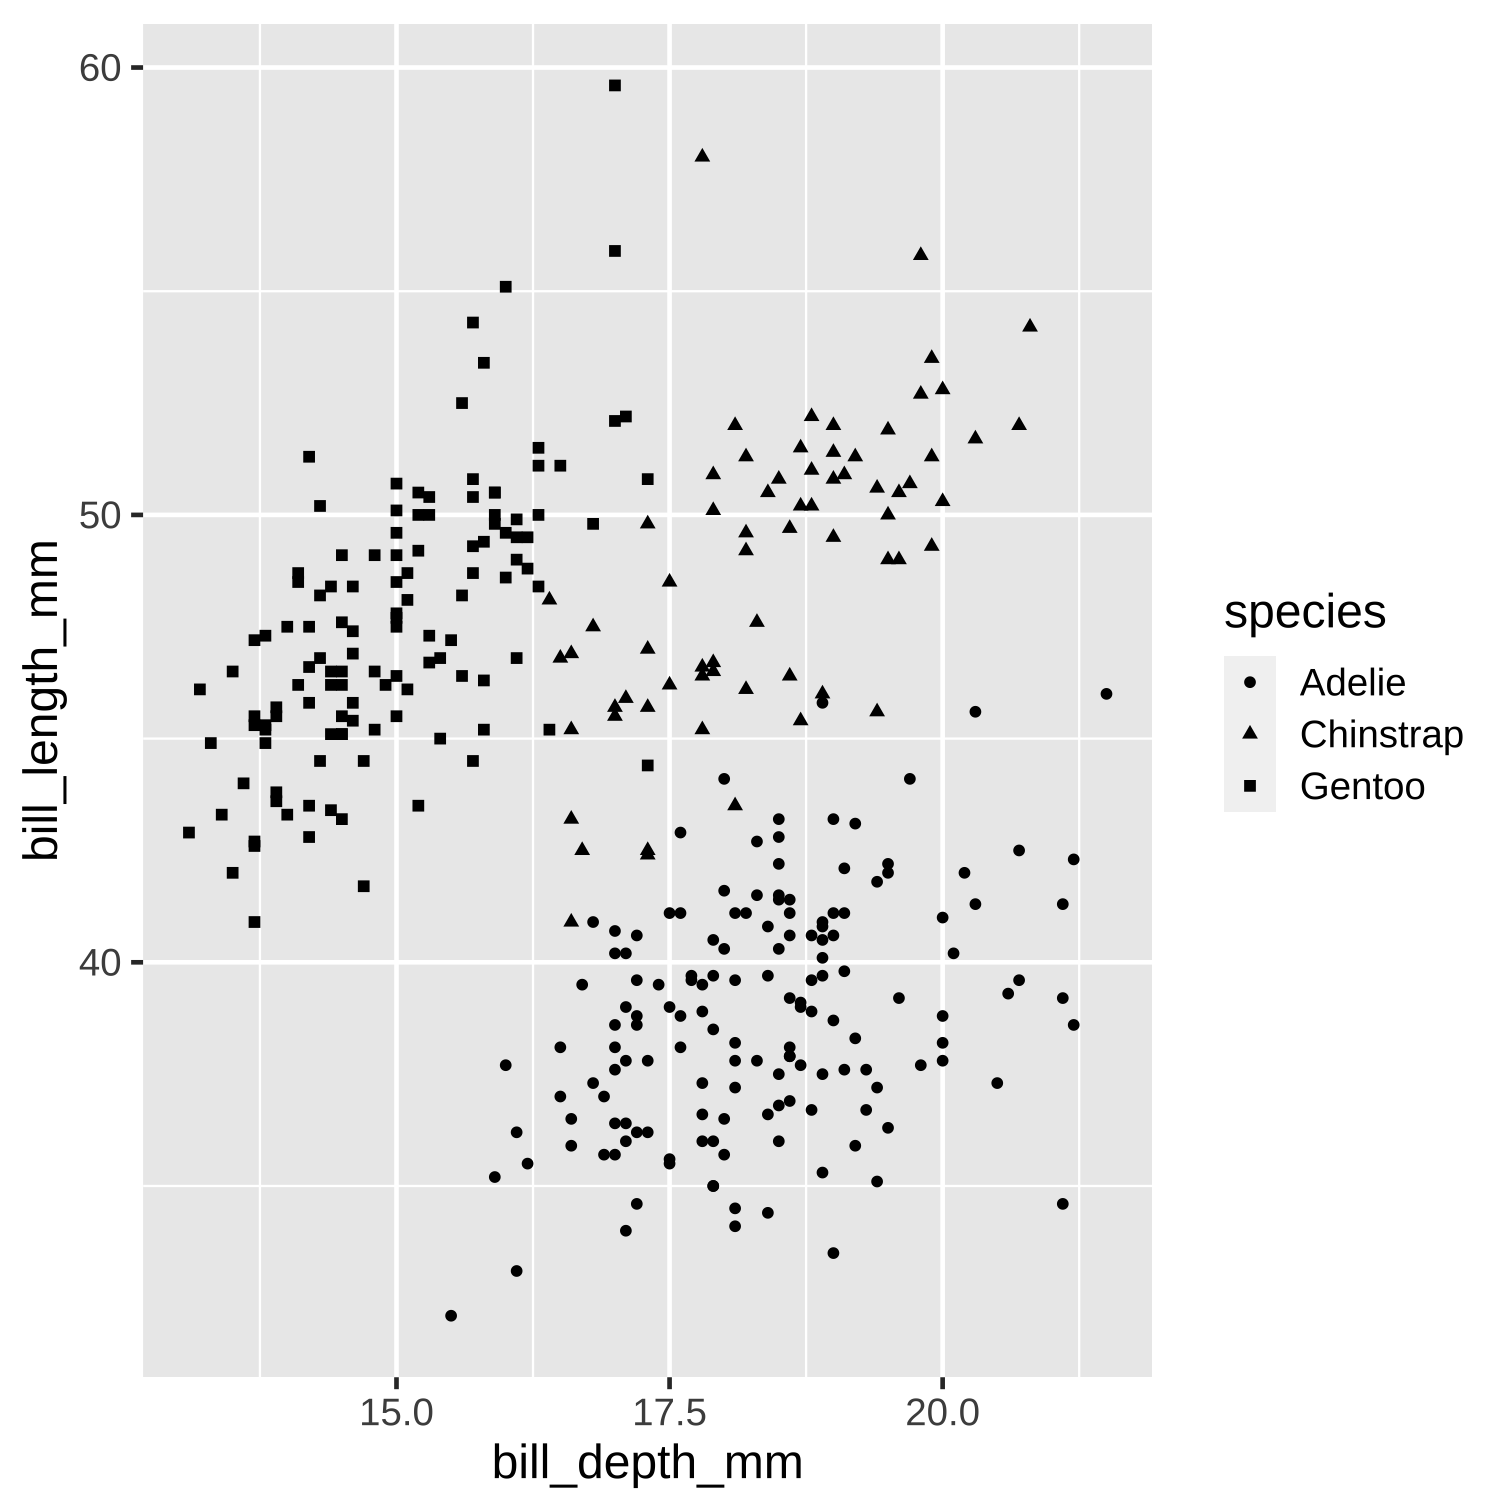 60
50
40
bill_length_mm
15.0 17.5 20.0
bill_depth_mm
species
Adelie
Chinstrap
Gentoo